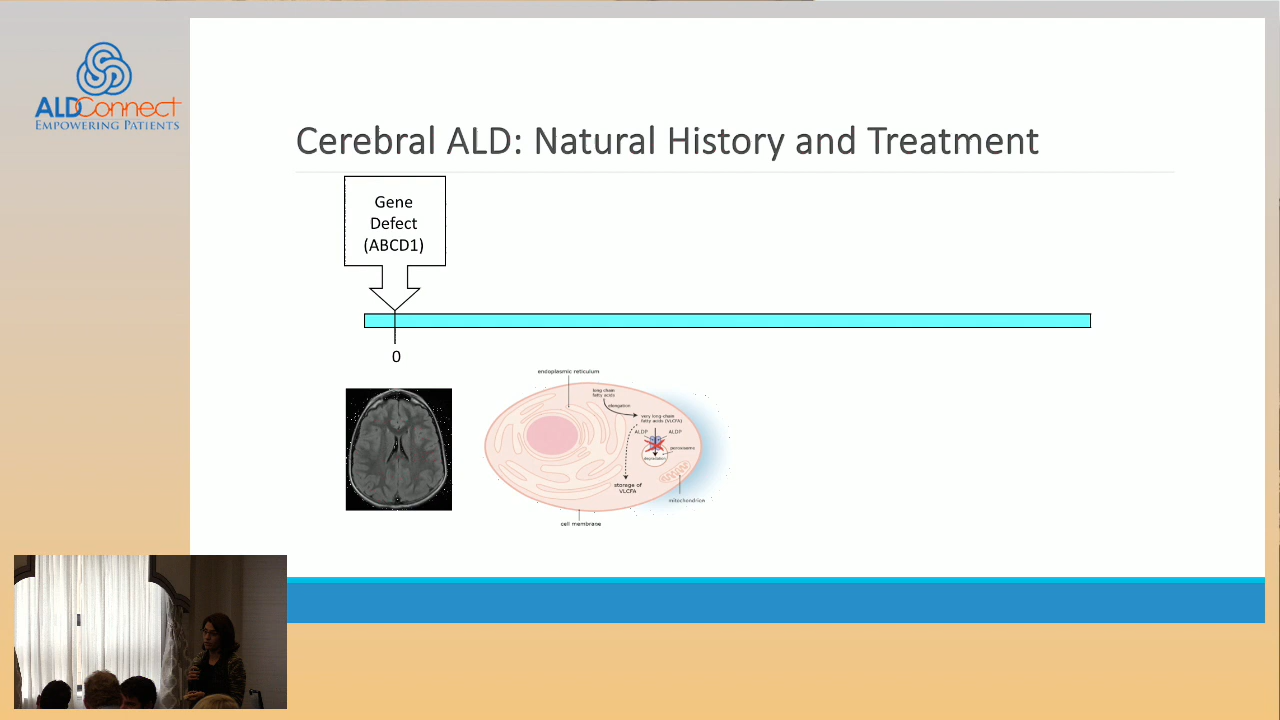 ALDConnect
EMPOWERING PATIENTS
Cerebral ALD: Natural History and Treatment
Gene
Defect
(ABCD1)
0
endoplasmic reticulum
long chain
fatty acids
elongation
very long-chain
fatty acids (VLCFA)
ALDP
ALDP
peroxisome
degradation
storage of
VLCFA
mitochondrion
cell membrane